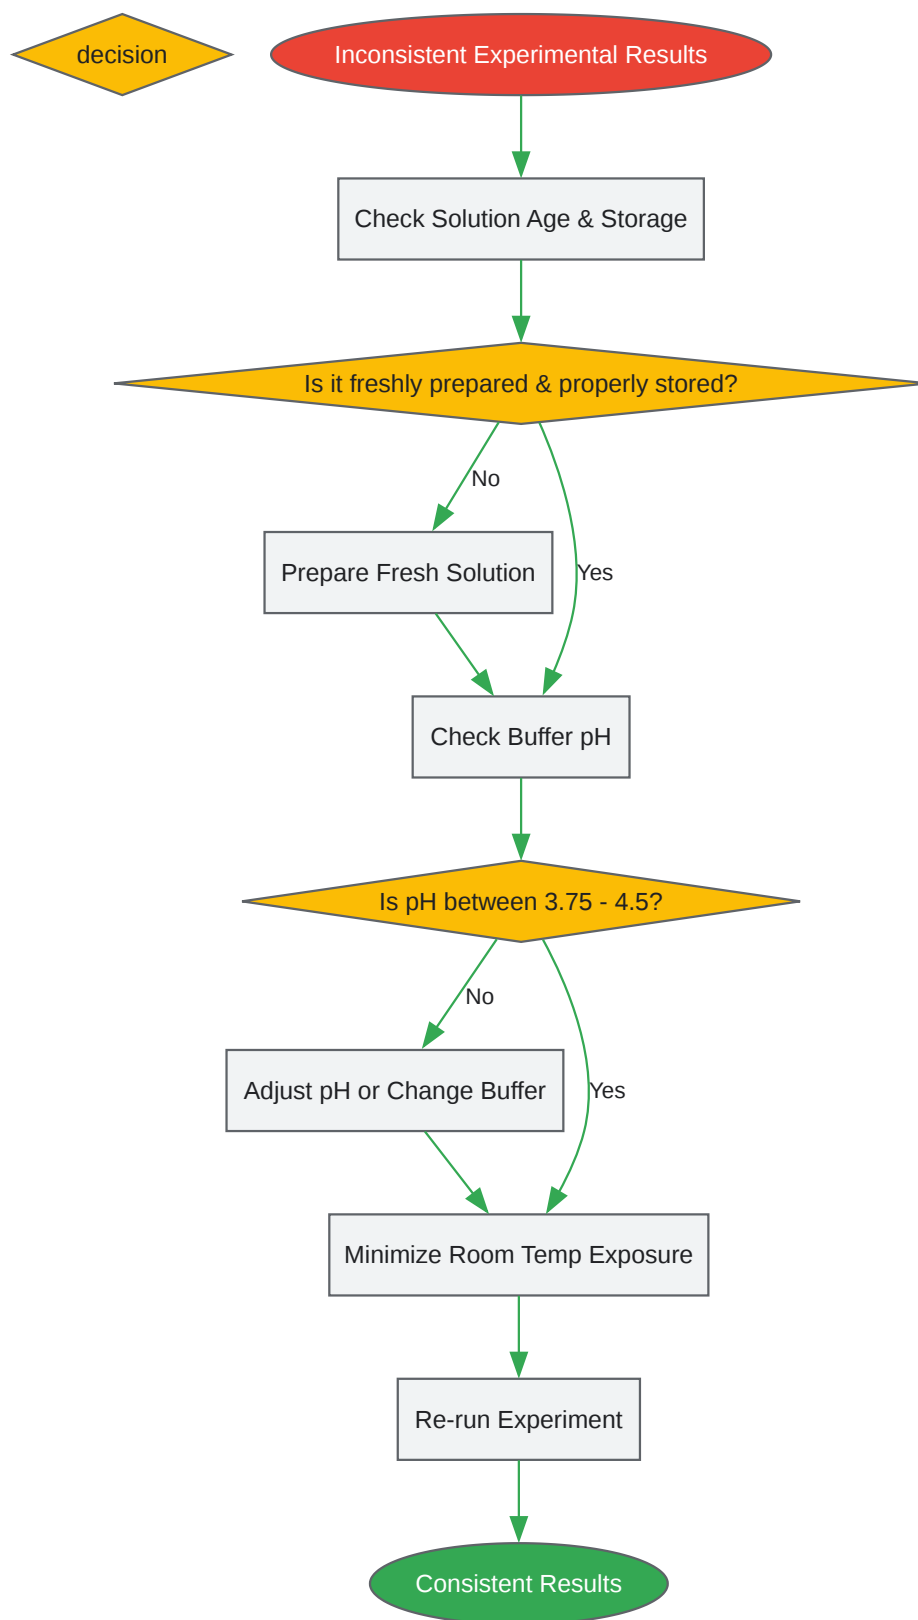 decision
Inconsistent Experimental Results
Check Solution Age & Storage
Is it freshly prepared & properly stored?
No
Prepare Fresh Solution
Yes
Check Buffer pH
Is pH between 3.75 - 4.5?
No
Adjust pH or Change Buffer
Yes
Minimize Room Temp Exposure
Re-run Experiment
Consistent Results